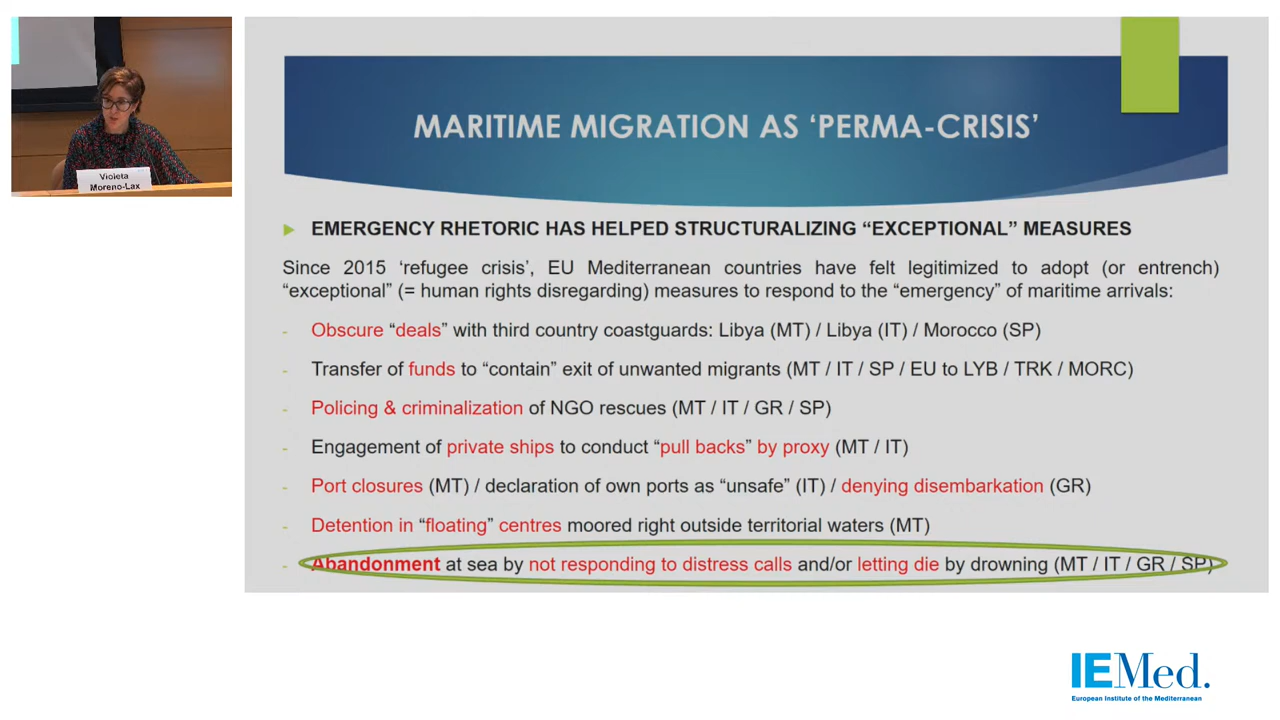 Violeta
Moreno-Lax
MARITIME MIGRATION AS ‘PERMA-CRISIS’
EMERGENCY RHETORIC HAS HELPED STRUCTURALIZING “EXCEPTIONAL” MEASURES
Since 2015 ‘refugee crisis’, EU Mediterranean countries have felt legitimized to adopt (or entrench)
“exceptional” (= human rights disregarding) measures to respond to the “emergency” of maritime arrivals:
- Obscure “deals” with third country coastguards: Libya (MT) / Libya (IT) / Morocco (SP)
- Transfer of funds to “contain” exit of unwanted migrants (MT / IT / SP / EU to LYB / TRK / MORC)
- Policing & criminalization of NGO rescues (MT / IT / GR / SP)
- Engagement of private ships to conduct “pull backs” by proxy (MT / IT)
- Port closures (MT) / declaration of own ports as “unsafe” (IT) / denying disembarkation (GR)
- Detention in “floating” centres moored right outside territorial waters (MT)
- Abandonment at sea by not responding to distress calls and/or letting die by drowning (MT / IT / GR / SP)
IEMed.
European Institute of the Mediterranean